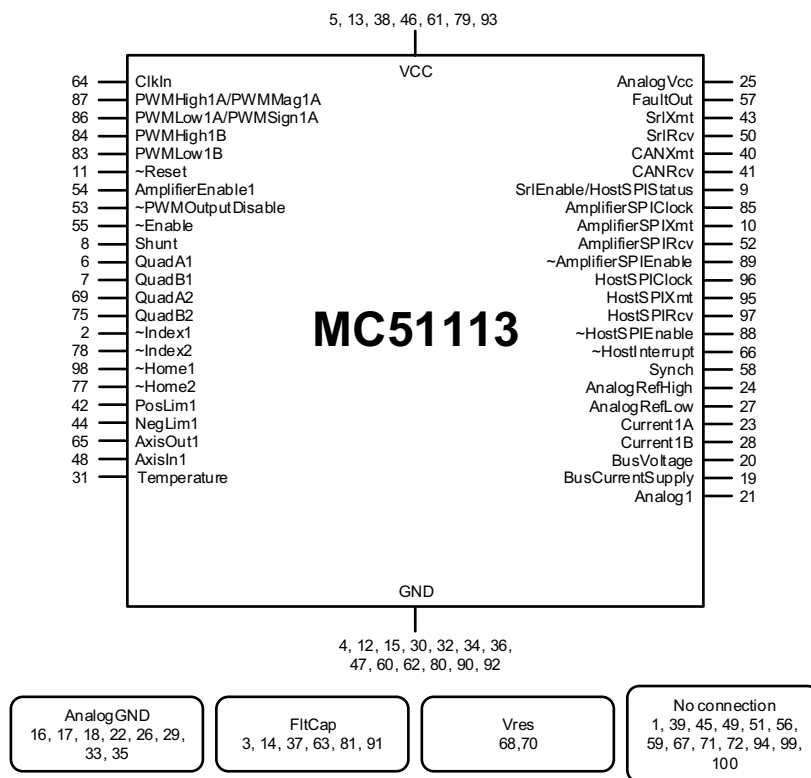 5, 13, 38, 46, 61, 79, 93
VCC
64 ClkIn
87 PWMHigh1A/PWMMag1A
86 PWMLow1A/PWMSign1A
84 PWMHigh1B
83 PWMLow1B
11 ~Reset
54 AmplifierEnable1
53 ~PWMOutputDisable
55 ~Enable
8 Shunt
6 QuadA1
7 QuadB1
69 QuadA2
75 QuadB2
2 ~Index1
78 ~Index2
98 ~Home1
77 ~Home2
42 PosLim1
44 NegLim1
65 AxisOut1
48 AxisIn1
31 Temperature
MC51113
AnalogVcc 25
FaultOut 57
SrlXmt 43
SrlRcv 50
CANXmt 40
CANRcv 41
SrlEnable/HostSPIStatus 9
AmplifierSPIClock 85
AmplifierSPIXmt 10
AmplifierSPIRcv 52
~AmplifierSPIEnable 89
HostSPIClock 96
HostSPIXmt 95
HostSPIRcv 97
~HostSPIEnable 88
~HostInterrupt 66
Synch 58
AnalogRefHigh 24
AnalogRefLow 27
Current1A 23
Current1B 28
BusVoltage 20
BusCurrentSupply 19
Analog1 21
GND
4, 12, 15, 30, 32, 34, 36,
47, 60, 62, 80, 90, 92
AnalogGND
16, 17, 18, 22, 26, 29,
33, 35
FltCap
3, 14, 37, 63, 81, 91
Vres
68,70
No connection
1, 39, 45, 49, 51, 56,
59, 67, 71, 72, 94, 99,
100